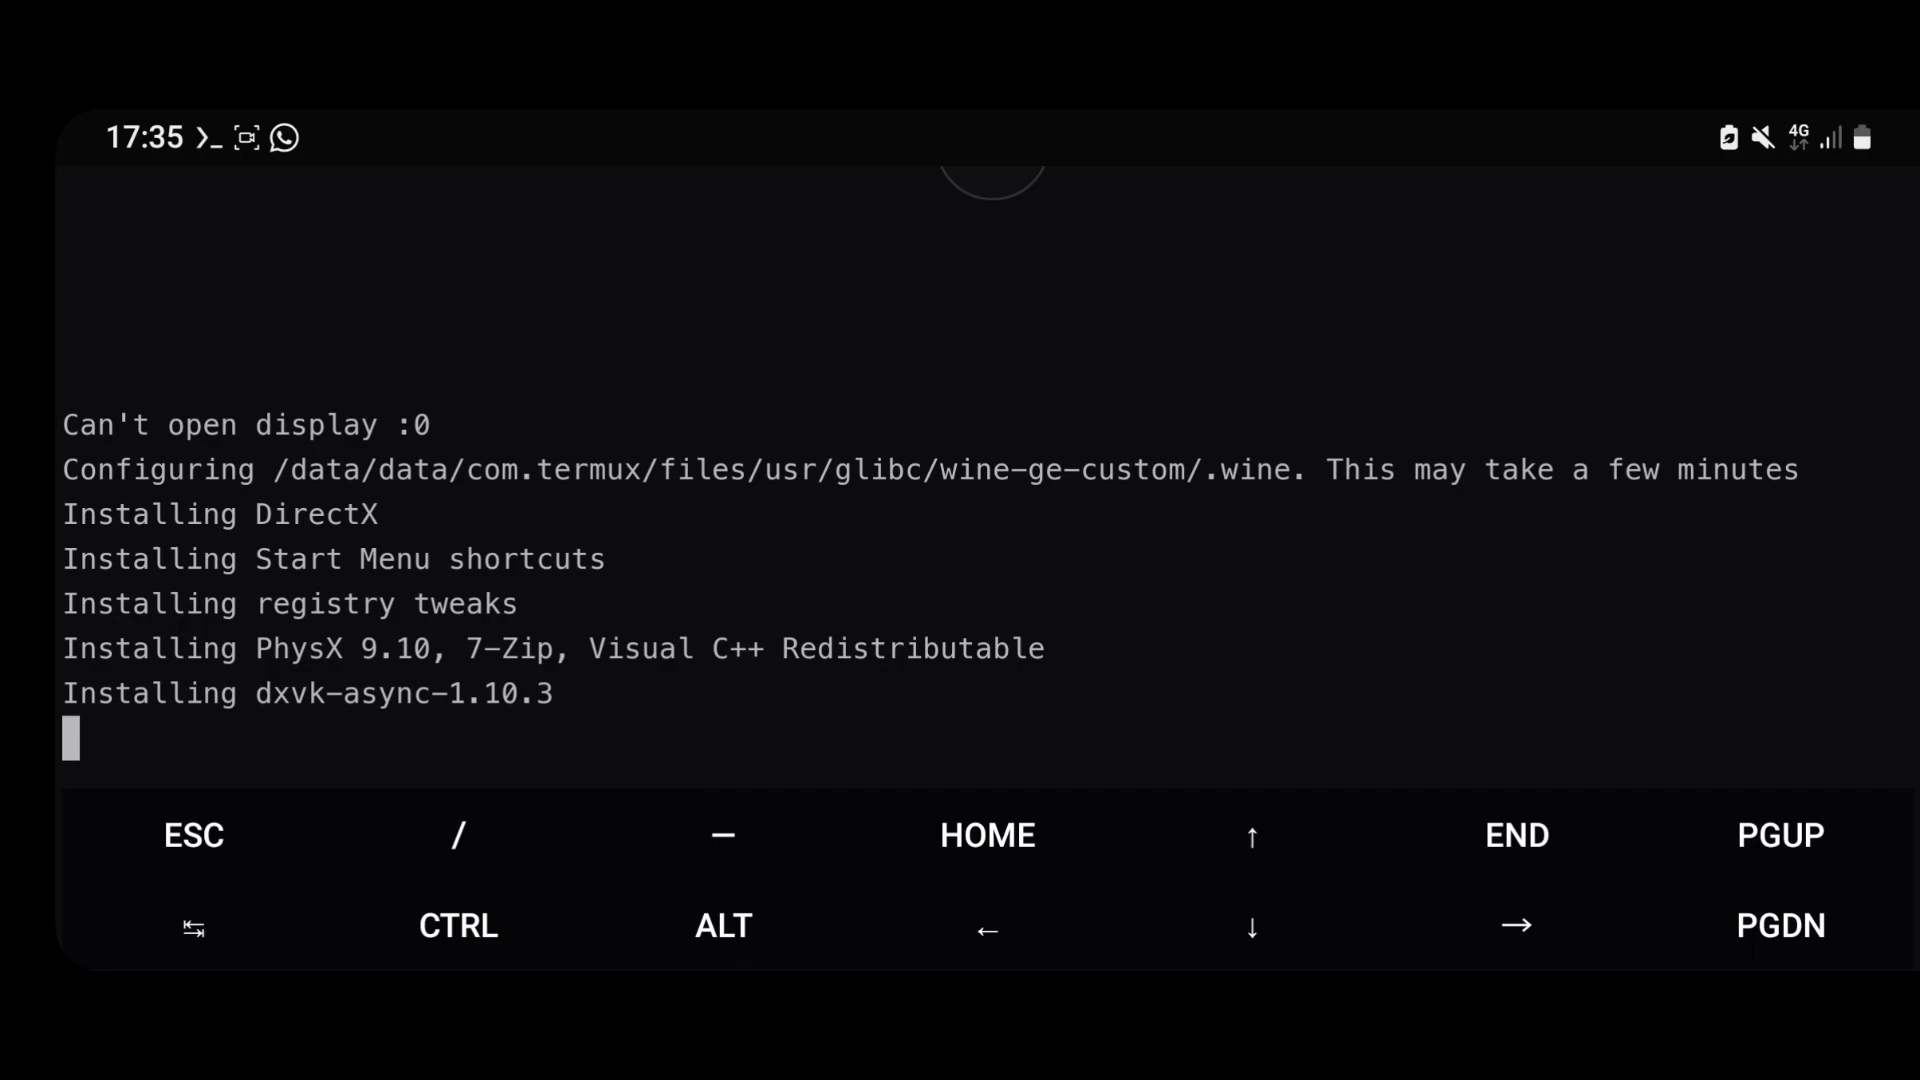 17:35
4G
Can't open display :0
Configuring /data/data/com.termux/files/usr/glibc/wine-ge-custom/.wine. This may take a few minutes
Installing DirectX
Installing Start Menu shortcuts
Installing registry tweaks
Installing PhysX 9.10, 7-Zip, Visual C++ Redistributable
Installing dxvk-async-1.10.3
ESC / — HOME ↑ END PGUP
↹ CTRL ALT ← ↓ → PGDN